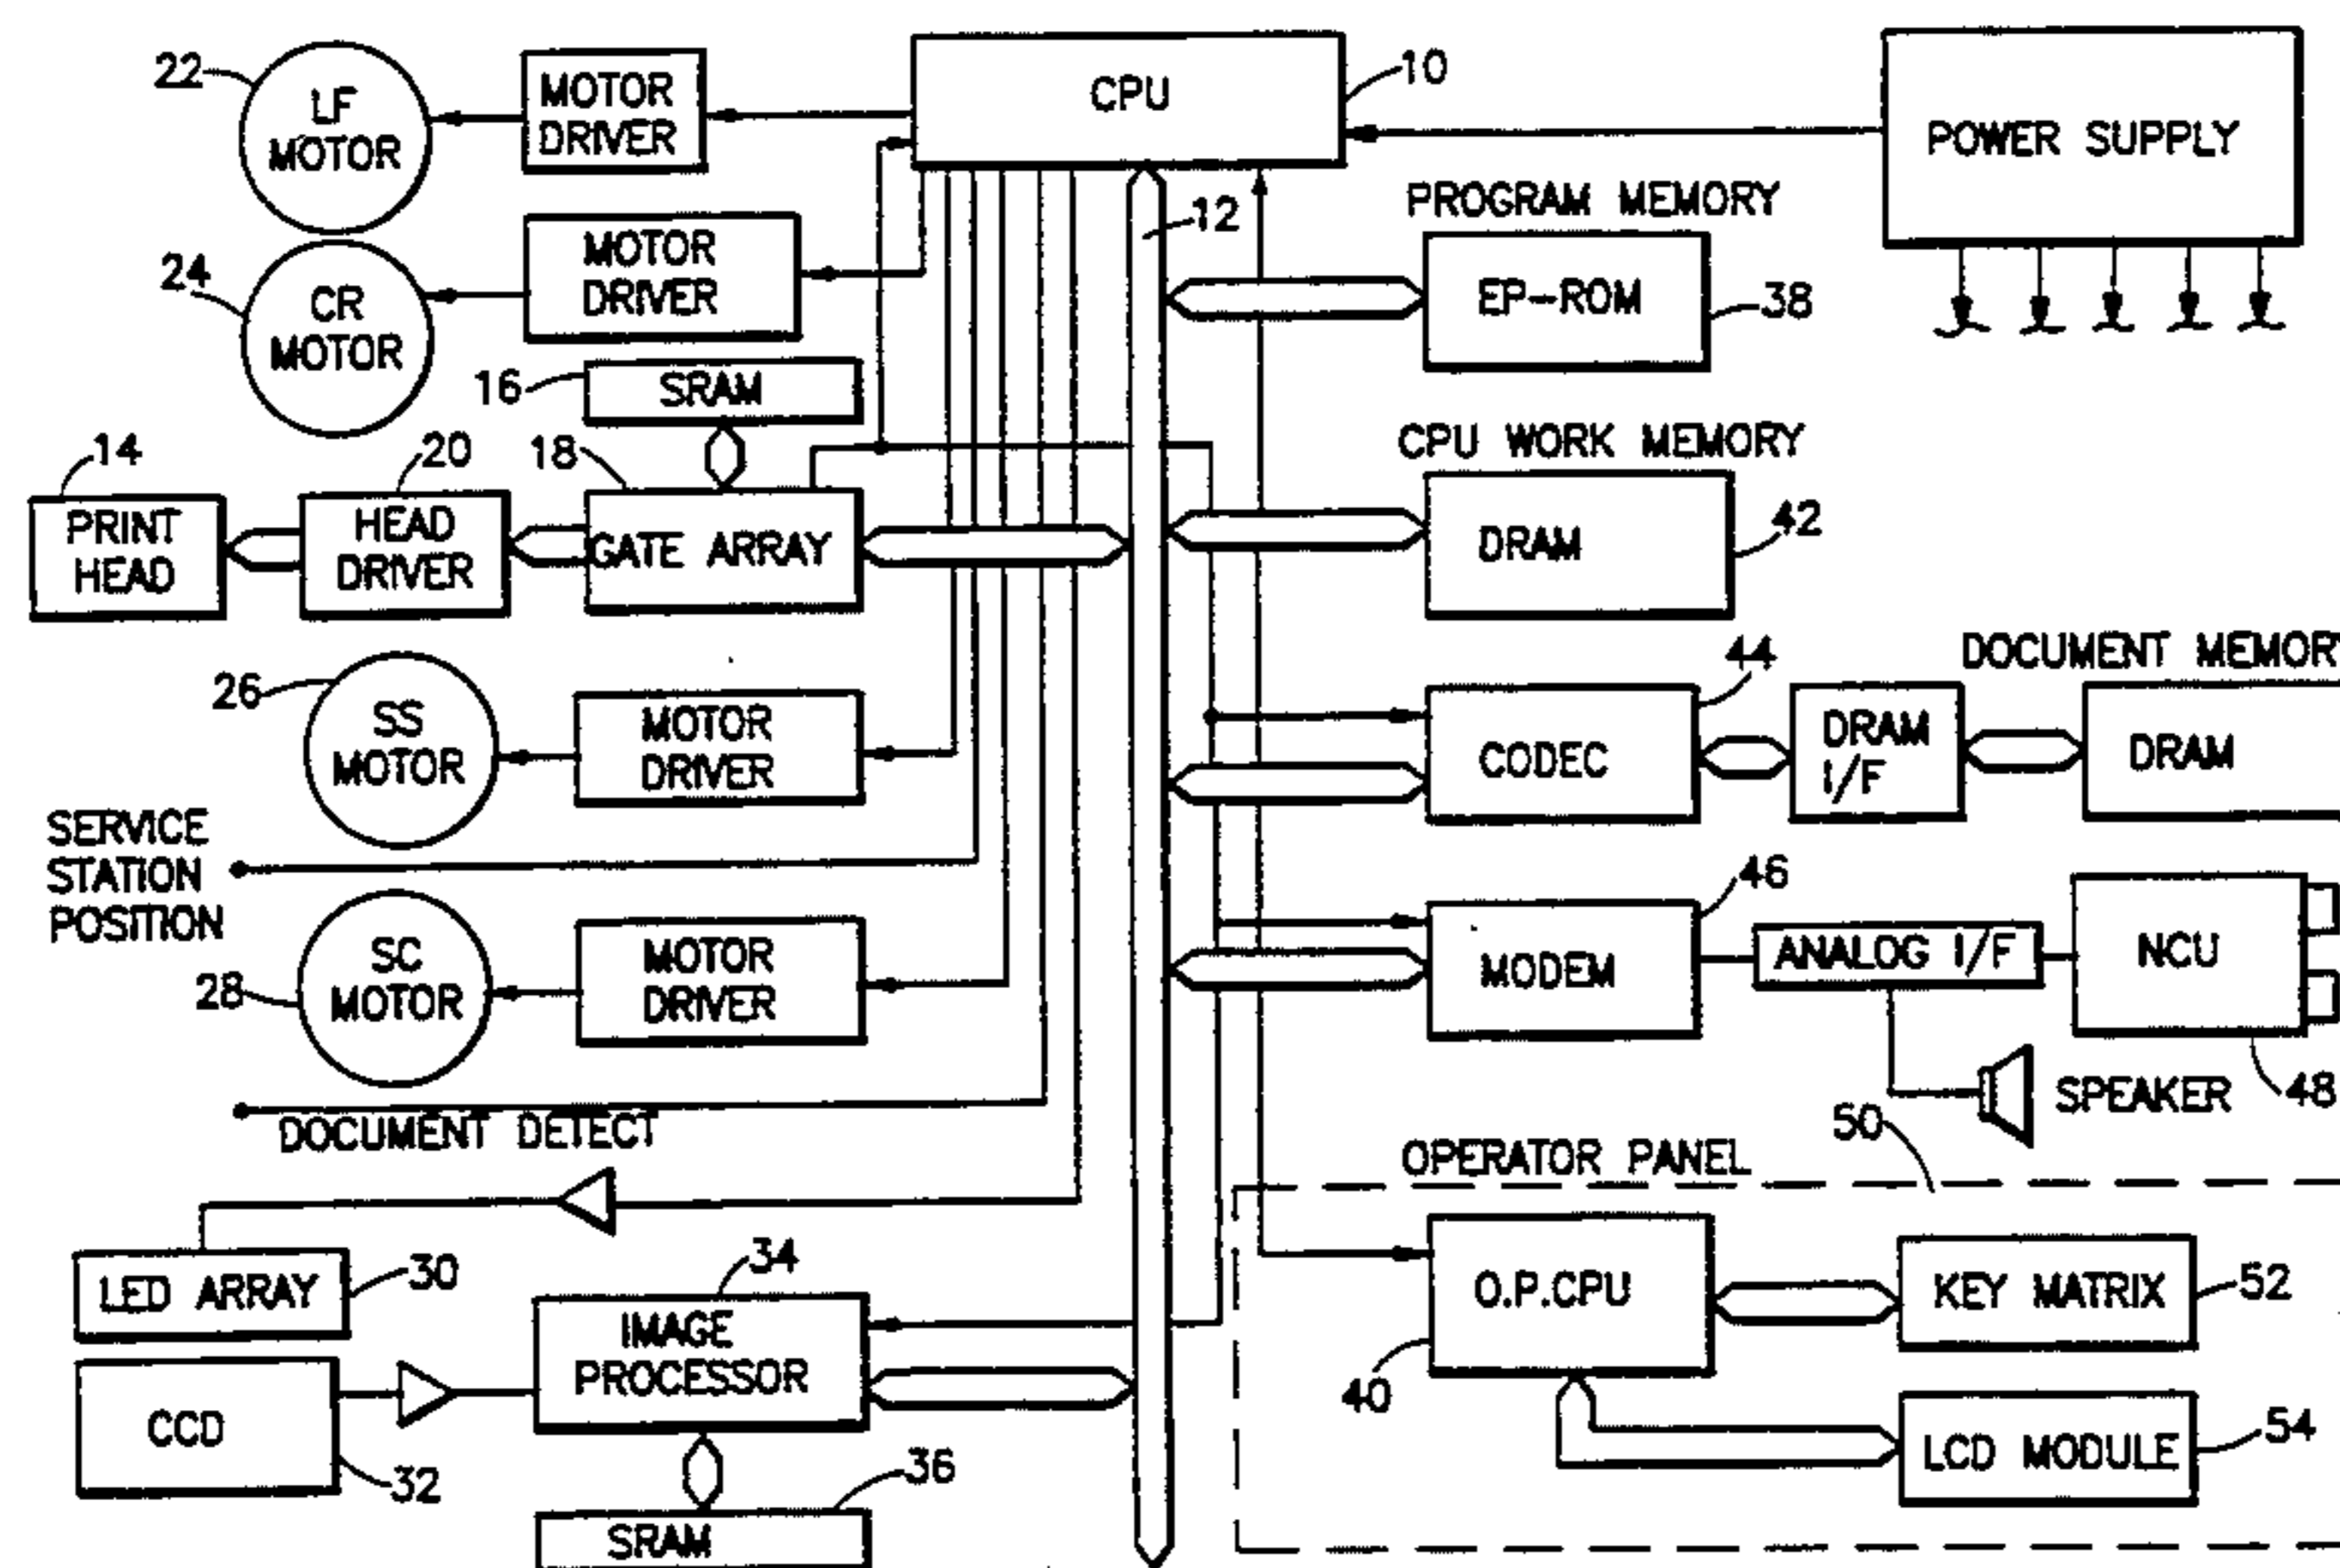 22
LF
MOTOR
MOTOR
DRIVER
CPU
10
POWER SUPPLY
24
CR
MOTOR
MOTOR
DRIVER
12
PROGRAM MEMORY
EP-ROM
38
16
SRAM
14
PRINT
HEAD
20
HEAD
DRIVER
18
GATE ARRAY
CPU WORK MEMORY
DRAM
42
26
SS
MOTOR
MOTOR
DRIVER
44
CODEC
DRAM
I/F
DOCUMENT MEMORY
DRAM
SERVICE
STATION
POSITION
28
SC
MOTOR
MOTOR
DRIVER
46
MODEM
ANALOG I/F
NCU
48
SPEAKER
DOCUMENT DETECT
50
OPERATOR PANEL
LED ARRAY
30
34
IMAGE
PROCESSOR
O.P.CPU
40
KEY MATRIX
52
CCD
32
36
SRAM
LCD MODULE
54